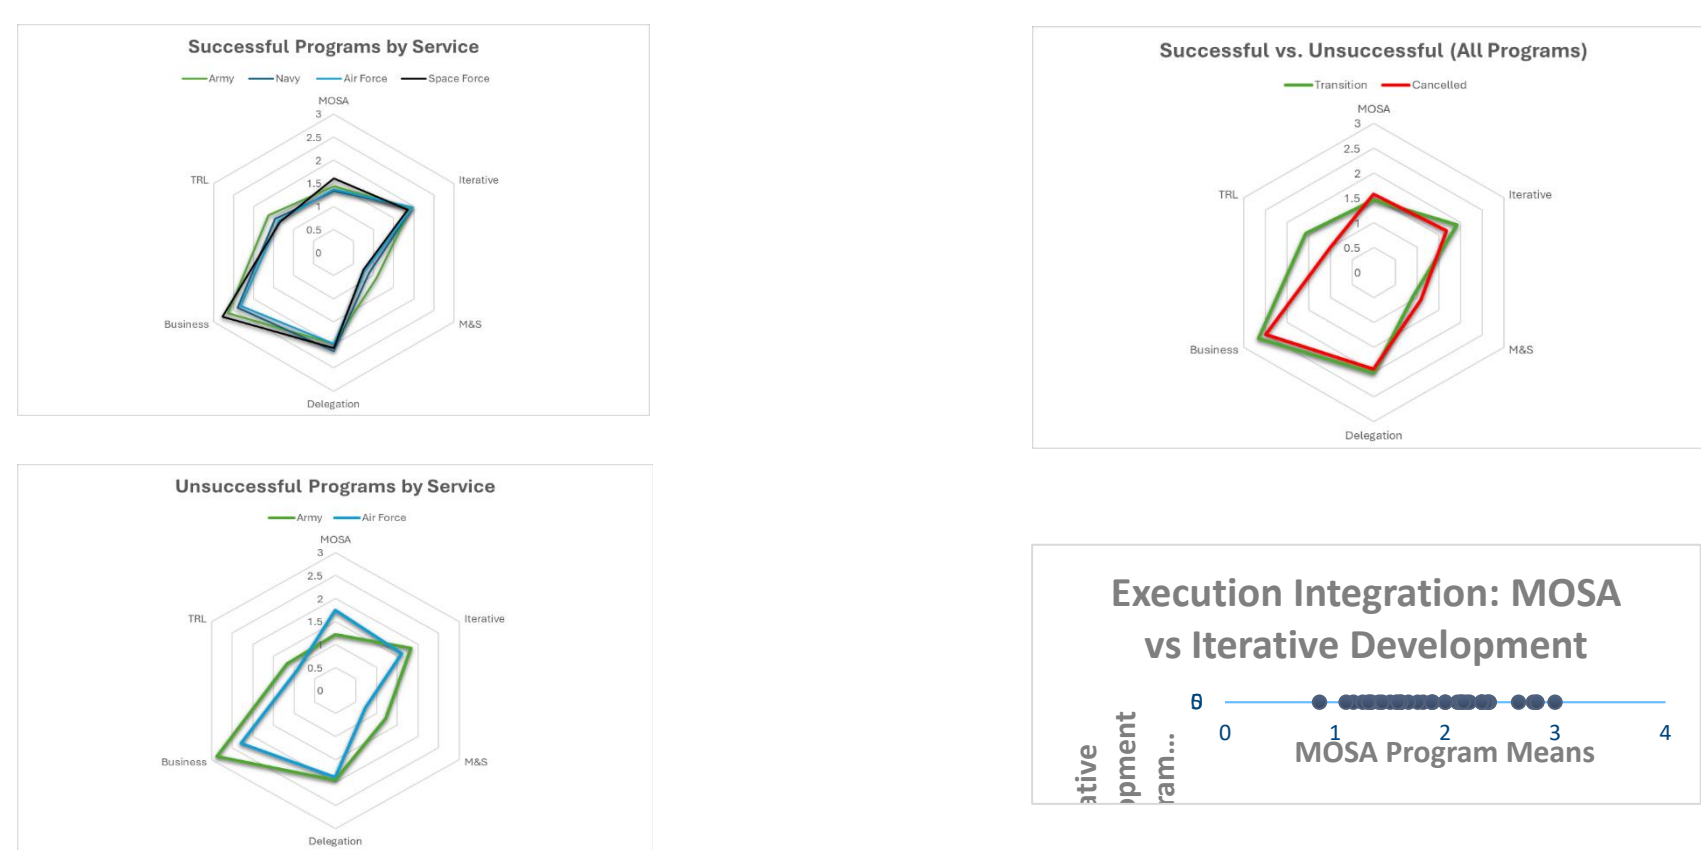 Successful Programs by Service
Army Navy Air Force Space Force
MOSA
3
2.5
2
1.5
1
0.5
0
TRL
Iterative
Business
M&S
Delegation
Successful vs. Unsuccessful (All Programs)
Transition Cancelled
MOSA
3
2.5
2
1.5
1
0.5
0
TRL
Iterative
Business
M&S
Delegation
Unsuccessful Programs by Service
Army Air Force
MOSA
3
2.5
2
1.5
1
0.5
0
TRL
Iterative
Business
M&S
Delegation
Execution Integration: MOSA
vs Iterative Development
0 1 2 3 4
MOSA Program Means
ative
opment
ram...